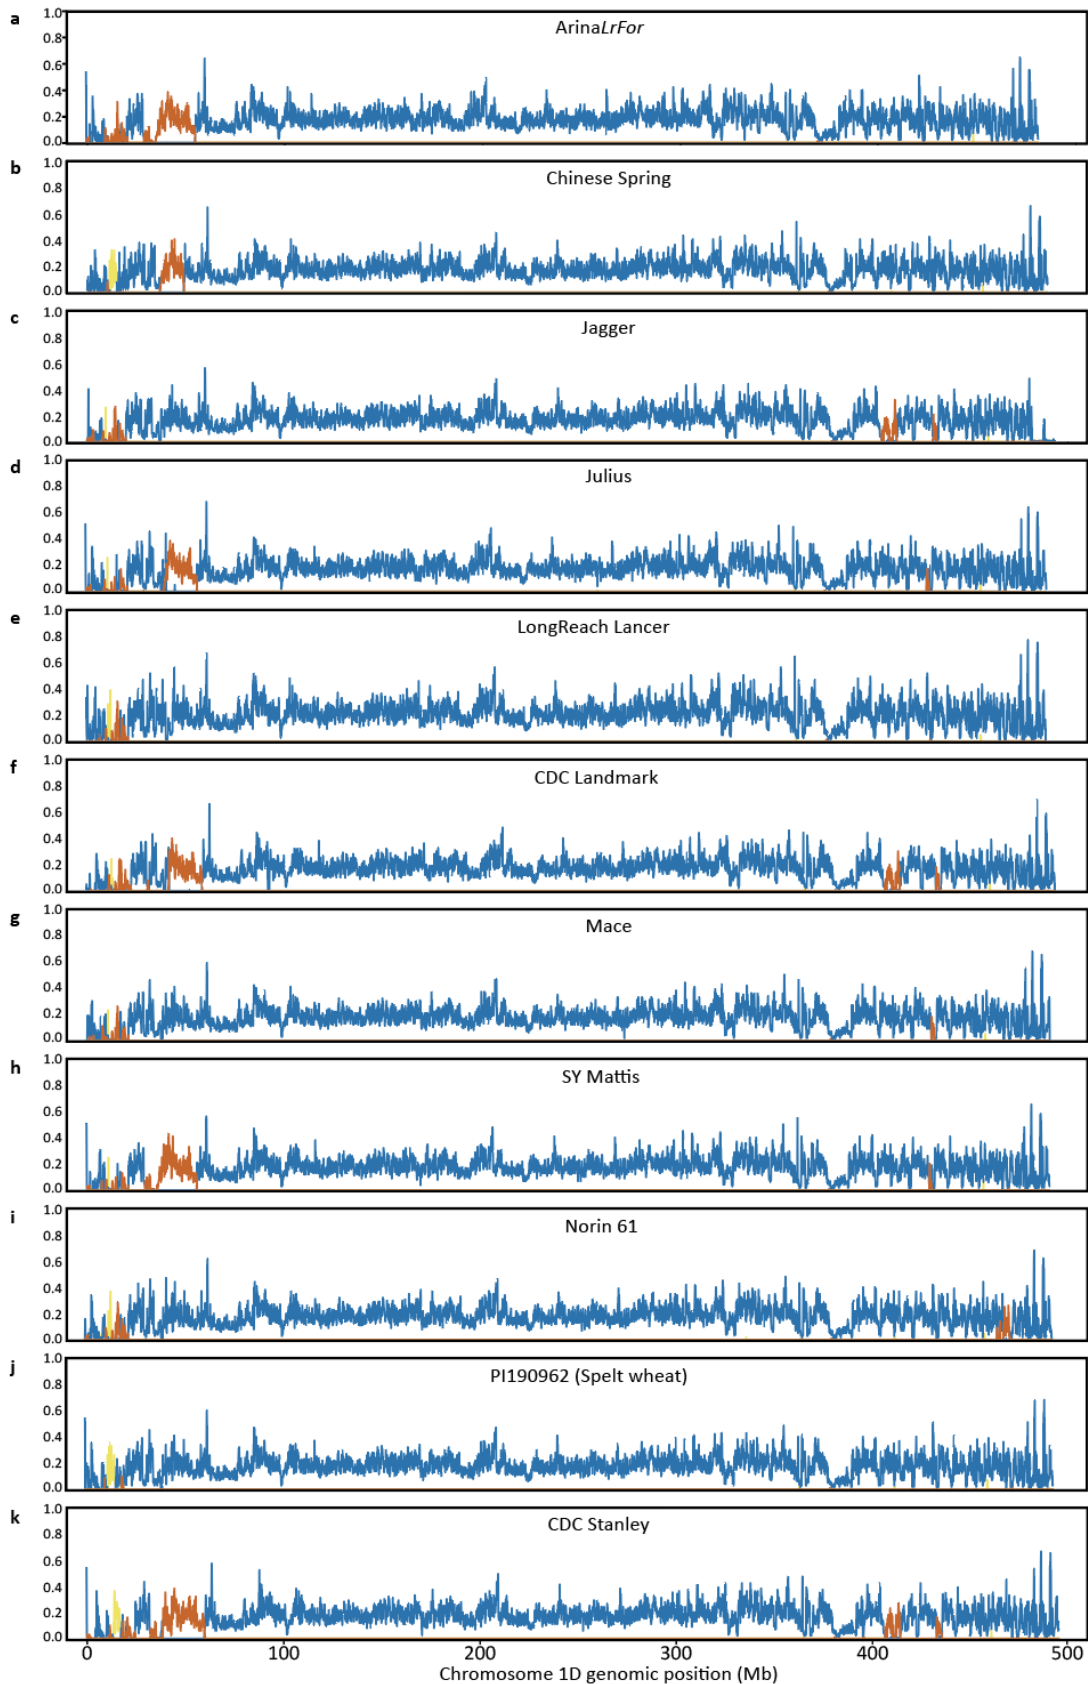 a
1.0
0.8
0.6
0.4
0.2
0.0
ArinaLrFor
b
1.0
0.8
0.6
0.4
0.2
0.0
Chinese Spring
c
1.0
0.8
0.6
0.4
0.2
0.0
Jagger
d
1.0
0.8
0.6
0.4
0.2
0.0
Julius
e
1.0
0.8
0.6
0.4
0.2
0.0
LongReach Lancer
f
1.0
0.8
0.6
0.4
0.2
0.0
CDC Landmark
g
1.0
0.8
0.6
0.4
0.2
0.0
Mace
h
1.0
0.8
0.6
0.4
0.2
0.0
SY Mattis
i
1.0
0.8
0.6
0.4
0.2
0.0
Norin 61
j
1.0
0.8
0.6
0.4
0.2
0.0
PI190962 (Spelt wheat)
k
1.0
0.8
0.6
0.4
0.2
0.0
CDC Stanley
0 100 200 300 400 500
Chromosome 1D genomic position (Mb)